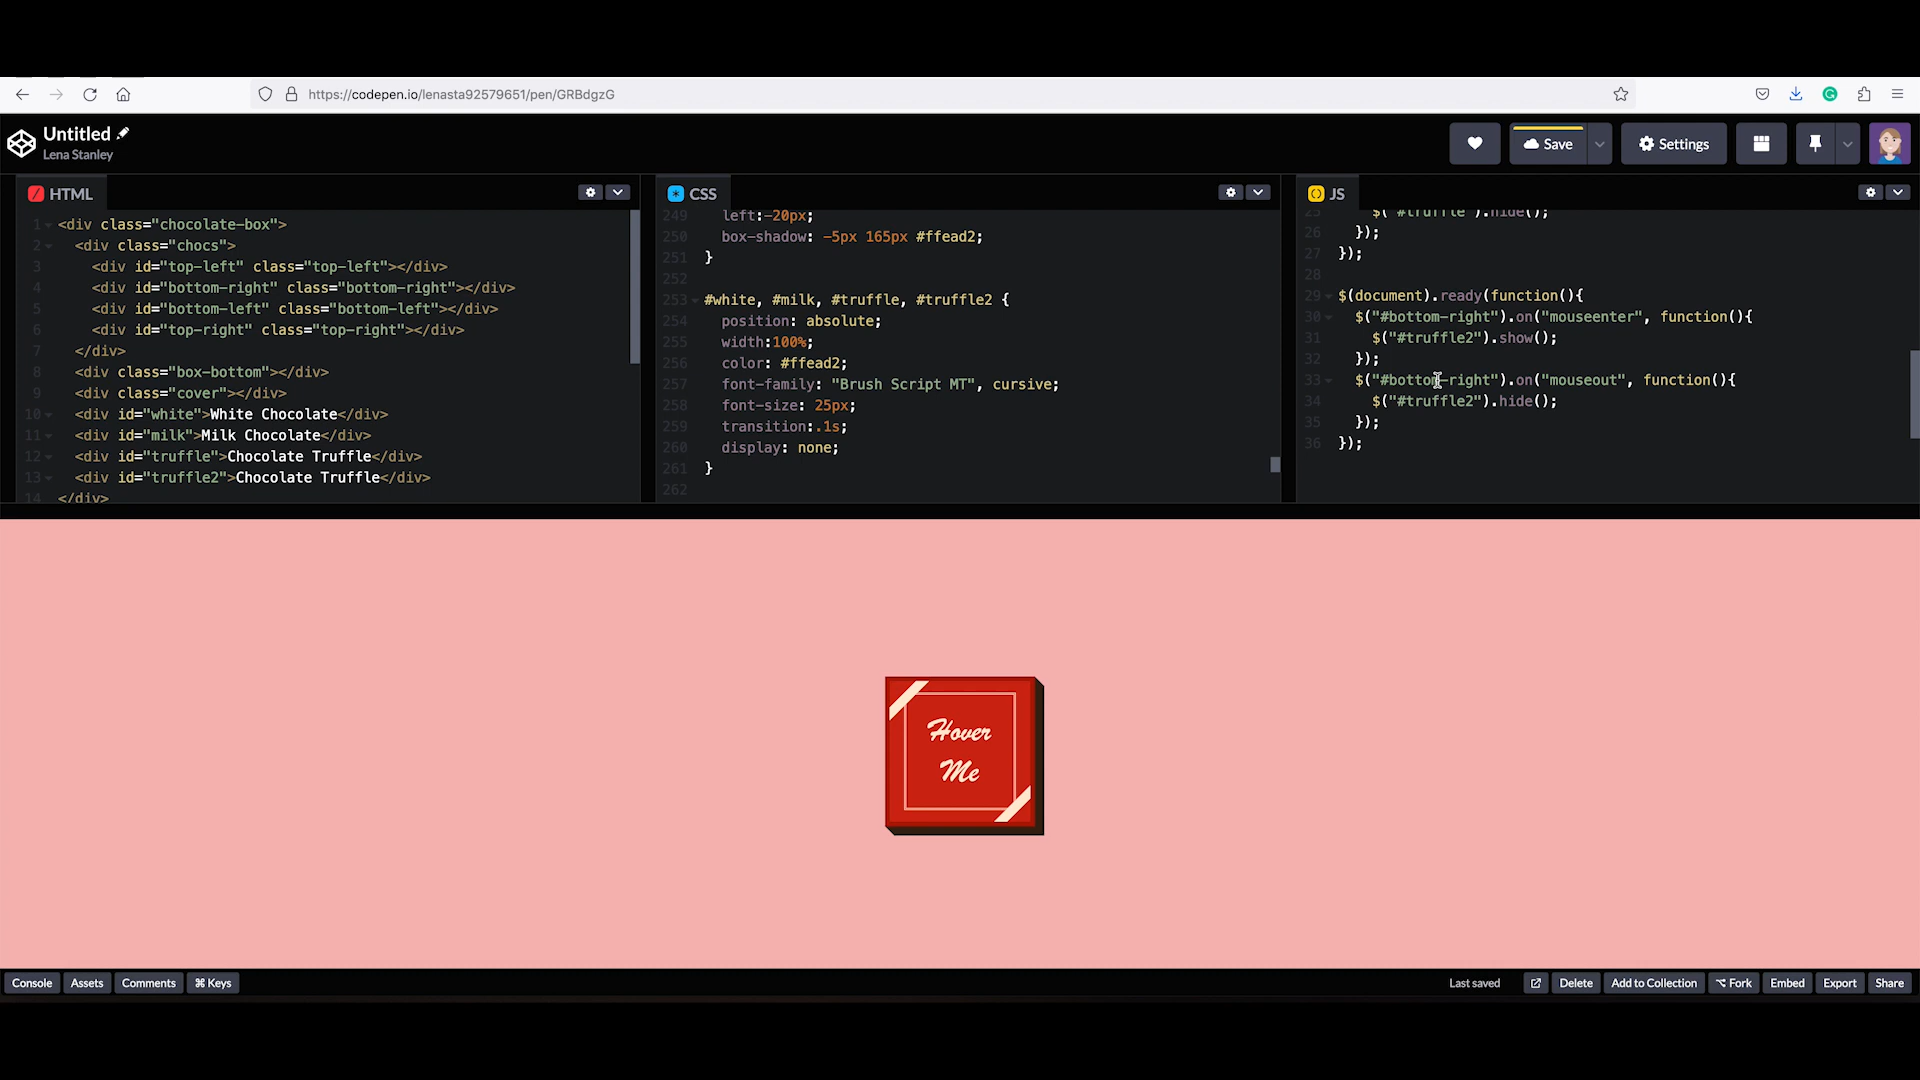 https://codepen.io/lenasta92579651/pen/GRBdgzG
Untitled
Lena Stanley
Save
Settings
HTML
1 <div class="chocolate-box">
2 <div class="chocs">
3 <div id="top-left" class="top-left"></div>
4 <div id="bottom-right" class="bottom-right"></div>
5 <div id="bottom-left" class="bottom-left"></div>
6 <div id="top-right" class="top-right"></div>
7 </div>
8 <div class="box-bottom"></div>
9 <div class="cover"></div>
10 <div id="white">White Chocolate</div>
11 <div id="milk">Milk Chocolate</div>
12 <div id="truffle">Chocolate Truffle</div>
13 <div id="truffle2">Chocolate Truffle</div>
14 </div>
CSS
249 left:-20px;
250 box-shadow: -5px 165px #ffead2;
251 }
252
253 #white, #milk, #truffle, #truffle2 {
254 position: absolute;
255 width:100%;
256 color: #ffead2;
257 font-family: "Brush Script MT", cursive;
258 font-size: 25px;
259 transition:.1s;
260 display: none;
261 }
262
JS
25 $("#truffle").hide();
26 });
27 });
28
29 $(document).ready(function(){
30 $("#bottom-right").on("mouseenter", function(){
31 $("#truffle2").show();
32 });
33 $("#bottom-right").on("mouseout", function(){
34 $("#truffle2").hide();
35 });
36 });
Hover
Me
Console
Assets
Comments
⌘ Keys
Last saved
Delete
Add to Collection
⌥ Fork
Embed
Export
Share